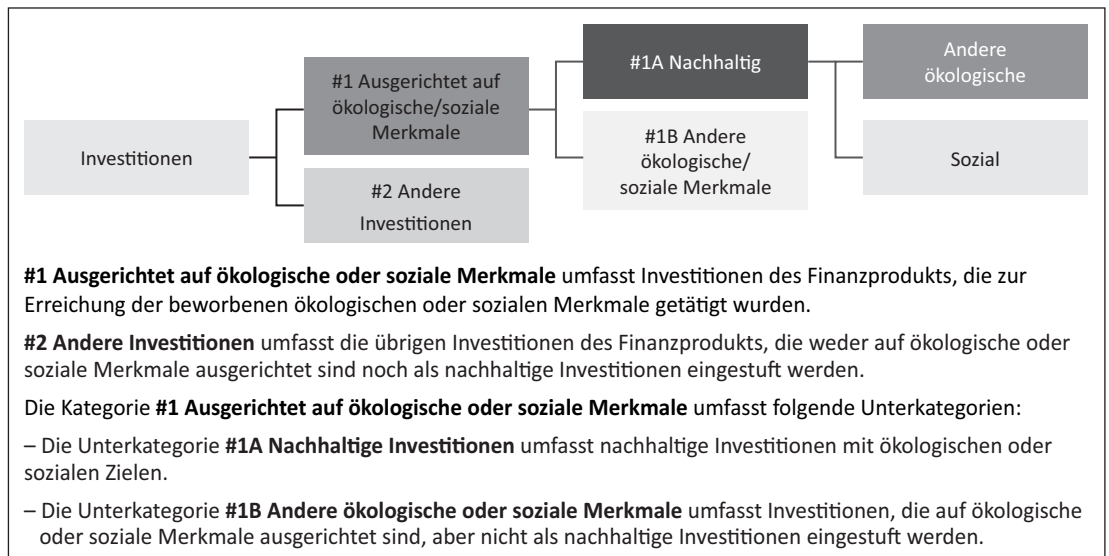 Investitionen
#1 Ausgerichtet auf
ökologische/soziale
Merkmale
#2 Andere
Investitionen
#1A Nachhaltig
#1B Andere
ökologische/
soziale Merkmale
Andere
ökologische
Sozial
#1 Ausgerichtet auf ökologische oder soziale Merkmale umfasst Investitionen des Finanzprodukts, die zur
Erreichung der beworbenen ökologischen oder sozialen Merkmale getätigt wurden.
#2 Andere Investitionen umfasst die übrigen Investitionen des Finanzprodukts, die weder auf ökologische oder
soziale Merkmale ausgerichtet sind noch als nachhaltige Investitionen eingestuft werden.
Die Kategorie #1 Ausgerichtet auf ökologische oder soziale Merkmale umfasst folgende Unterkategorien:
– Die Unterkategorie #1A Nachhaltige Investitionen umfasst nachhaltige Investitionen mit ökologischen oder
sozialen Zielen.
– Die Unterkategorie #1B Andere ökologische oder soziale Merkmale umfasst Investitionen, die auf ökologische
oder soziale Merkmale ausgerichtet sind, aber nicht als nachhaltige Investitionen eingestuft werden.